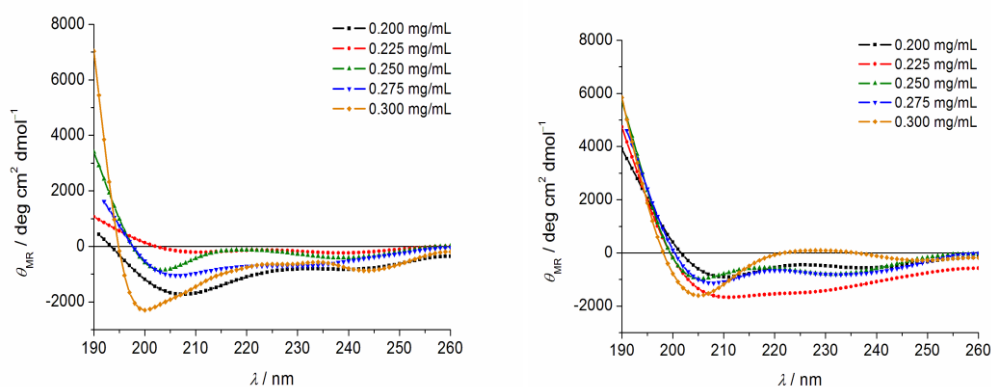 8000
6000
4000
2000
0
-2000
θMR / deg cm² dmol⁻¹
190 200 210 220 230 240 250 260
λ / nm
0.200 mg/mL
0.225 mg/mL
0.250 mg/mL
0.275 mg/mL
0.300 mg/mL
8000
6000
4000
2000
0
-2000
θMR / deg cm² dmol⁻¹
190 200 210 220 230 240 250 260
λ / nm
0.200 mg/mL
0.225 mg/mL
0.250 mg/mL
0.275 mg/mL
0.300 mg/mL